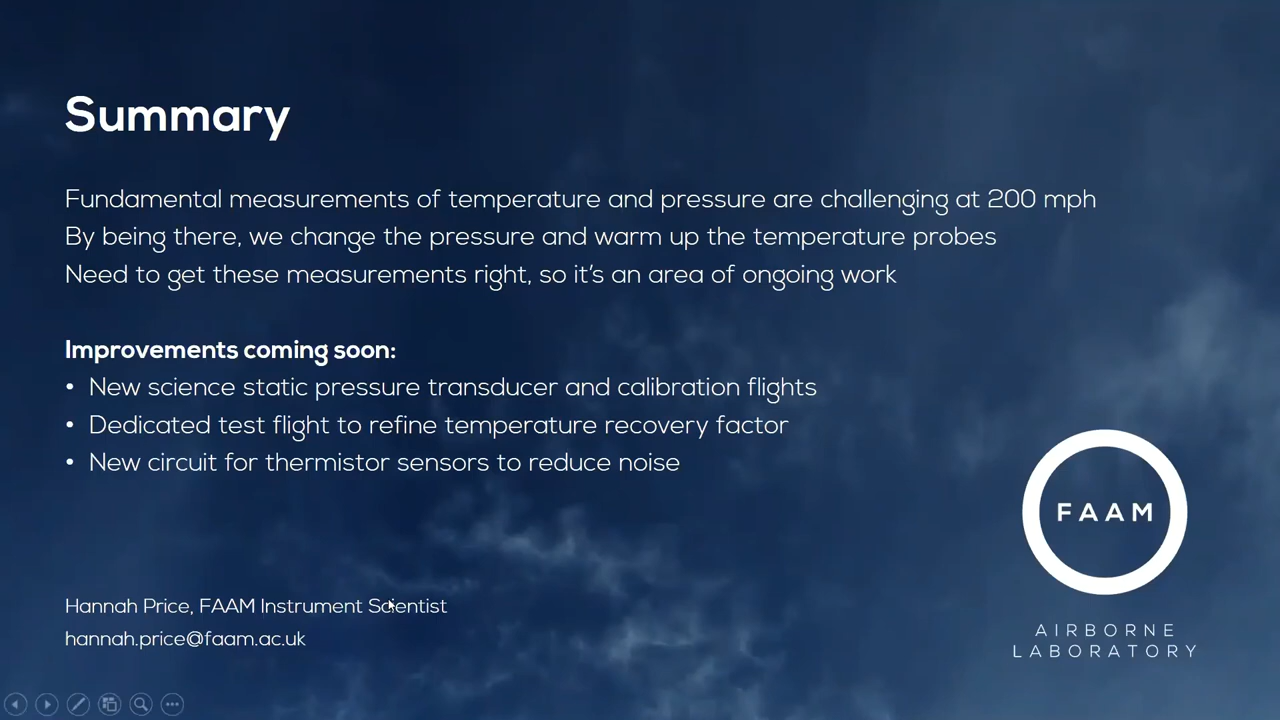 Summary
Fundamental measurements of temperature and pressure are challenging at 200 mph
By being there, we change the pressure and warm up the temperature probes
Need to get these measurements right, so it’s an area of ongoing work
Improvements coming soon:
• New science static pressure transducer and calibration flights
• Dedicated test flight to refine temperature recovery factor
• New circuit for thermistor sensors to reduce noise
FAAM
AIRBORNE
LABORATORY
Hannah Price, FAAM Instrument Scientist
hannah.price@faam.ac.uk